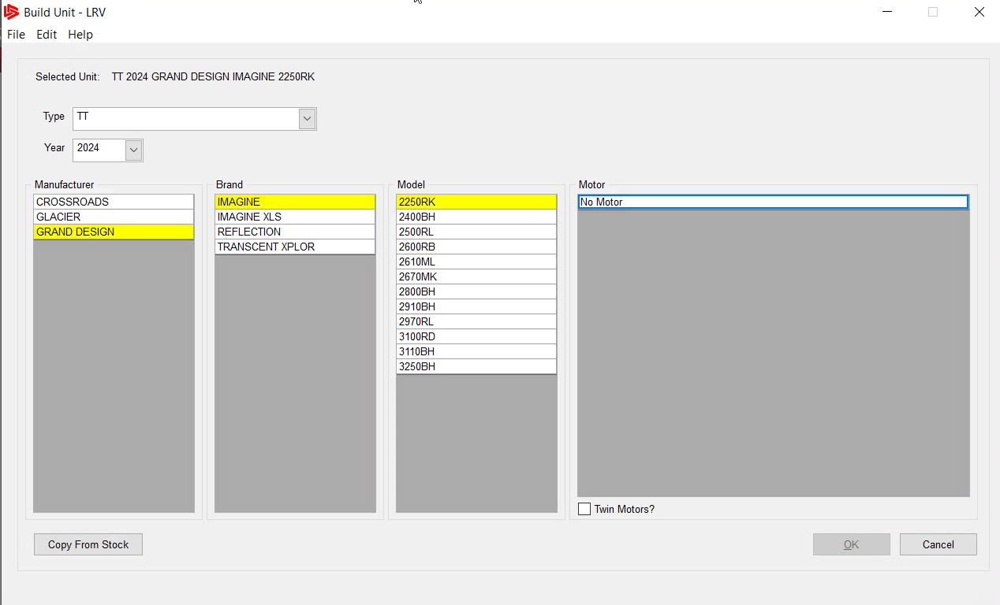 Build Unit - LRV
File Edit Help
Selected Unit: TT 2024 GRAND DESIGN IMAGINE 2250RK
Type TT
Year 2024
Manufacturer
CROSSROADS
GLACIER
GRAND DESIGN
Brand
IMAGINE
IMAGINE XLS
REFLECTION
TRANSCENT XPLOR
Model
2250RK
2400BH
2500RL
2600RB
2610ML
2670MK
2800BH
2910BH
2970RL
3100RD
3110BH
3250BH
Motor
No Motor
Twin Motors?
Copy From Stock
OK
Cancel